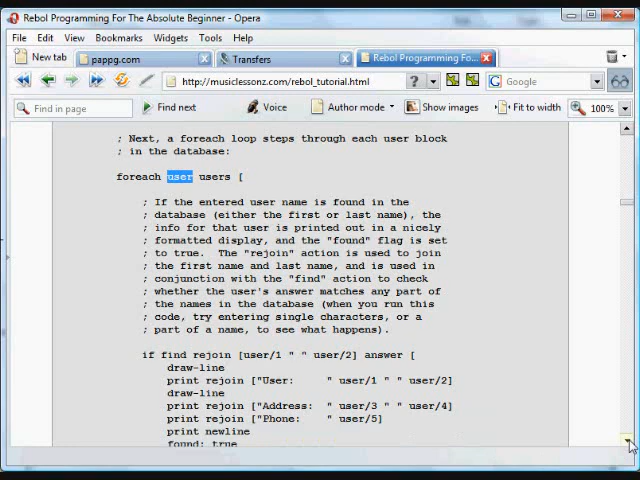 Rebol Programming For The Absolute Beginner - Opera
File Edit View Bookmarks Widgets Tools Help
New tab pappg.com Transfers Rebol Programming Fo...
http://musiclessonz.com/rebol_tutorial.html ? Google
Find in page Find next Voice Author mode Show images Fit to width 100%
; Next, a foreach loop steps through each user block
; in the database:
foreach user users [
; If the entered user name is found in the
; database (either the first or last name), the
; info for that user is printed out in a nicely
; formatted display, and the "found" flag is set
; to true.  The "rejoin" action is used to join
; the first name and last name, and is used in
; conjunction with the "find" action to check
; whether the user's answer matches any part of
; the names in the database (when you run this
; code, try entering single characters, or a
; part of a name, to see what happens).
if find rejoin [user/1 " " user/2] answer [
draw-line
print rejoin ["User:     " user/1 " " user/2]
draw-line
print rejoin ["Address:  " user/3 " " user/4]
print rejoin ["Phone:    " user/5]
print newline
found: true